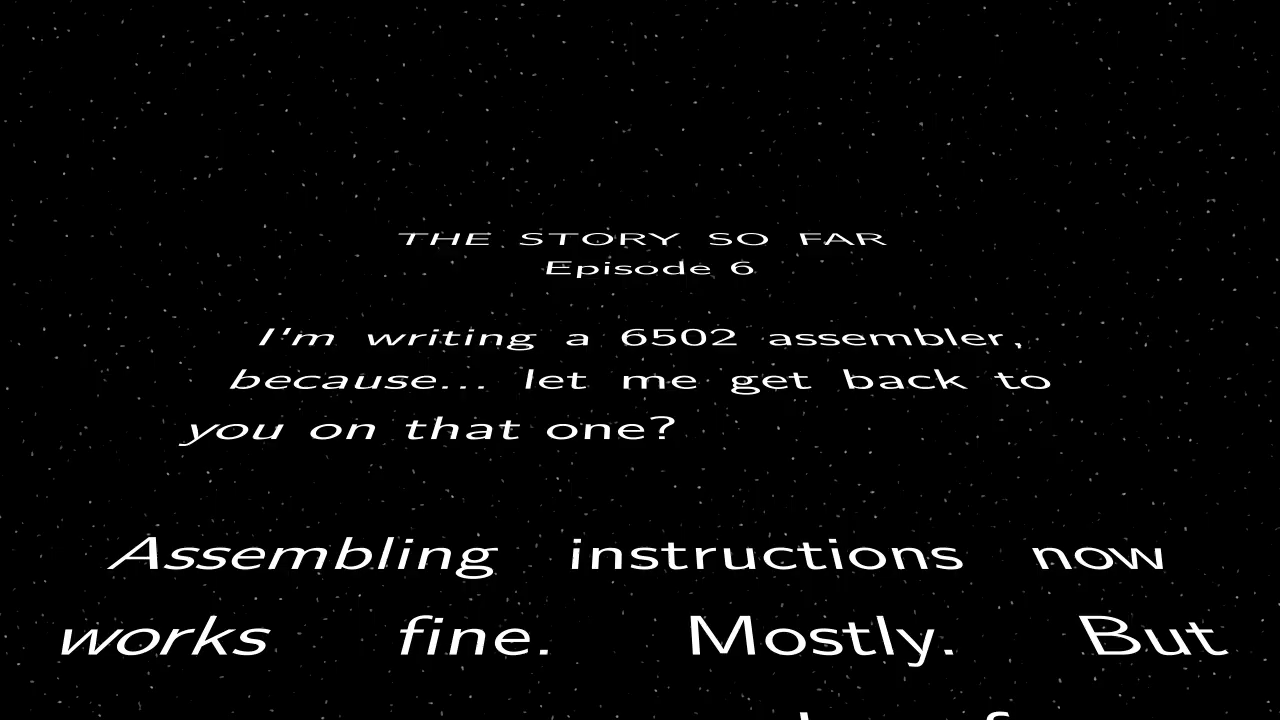 THE STORY SO FAR
Episode 6
I'm writing a 6502 assembler,
because... let me get back to
you on that one?
Assembling instructions now
works fine. Mostly. But